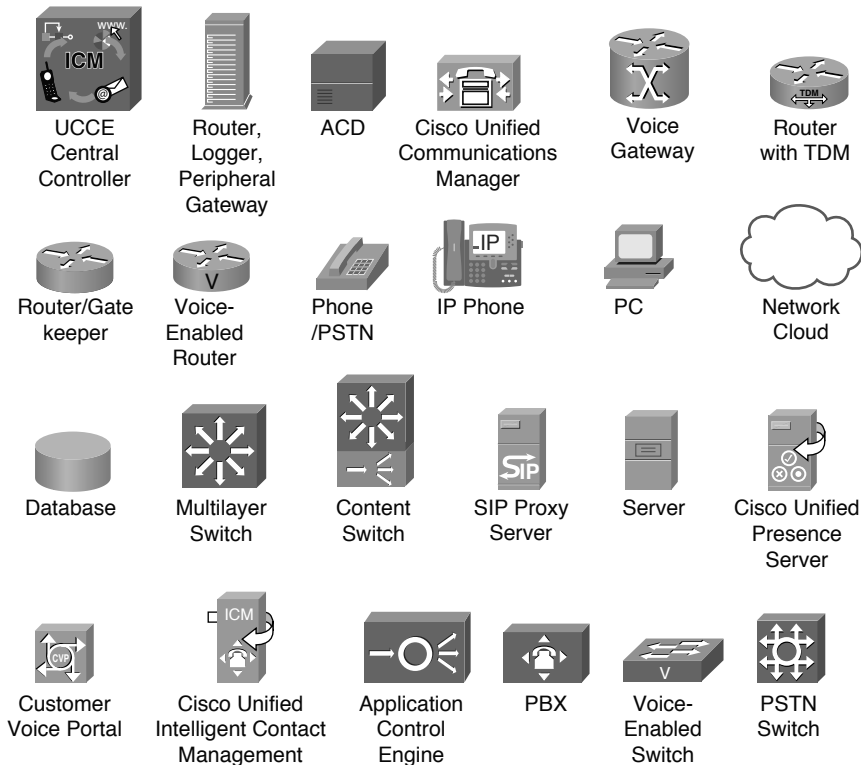 www.
ICM
@
TDM
UCCE
Central
Controller
Router,
Logger,
Peripheral
Gateway
ACD
Cisco Unified
Communications
Manager
Voice
Gateway
Router
with TDM
V
IP
Router/Gate
keeper
Voice-
Enabled
Router
Phone
/PSTN
IP Phone
PC
Network
Cloud
SIP
Database
Multilayer
Switch
Content
Switch
SIP Proxy
Server
Server
Cisco Unified
Presence
Server
CVP
ICM
V
Customer
Voice Portal
Cisco Unified
Intelligent Contact
Management
Application
Control
Engine
PBX
Voice-
Enabled
Switch
PSTN
Switch